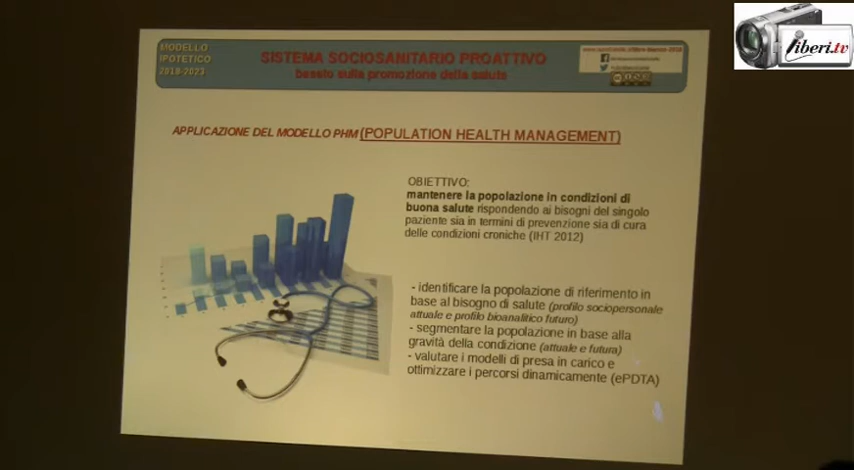 MODELLO
IPOTETICO
2018-2023
SISTEMA SOCIOSANITARIO PROATTIVO
basato sulla promozione della salute
liberi.tv
APPLICAZIONE DEL MODELLO PHM (POPULATION HEALTH MANAGEMENT)
OBIETTIVO:
mantenere la popolazione in condizioni di
buona salute rispondendo ai bisogni del singolo
paziente sia in termini di prevenzione sia di cura
delle condizioni croniche (IHT 2012)
- identificare la popolazione di riferimento in
base al bisogno di salute (profilo sociopersonale
attuale e profilo bioanalitico futuro)
- segmentare la popolazione in base alla
gravità della condizione (attuale e futura)
- valutare i modelli di presa in carico e
ottimizzare i percorsi dinamicamente (ePDTA)